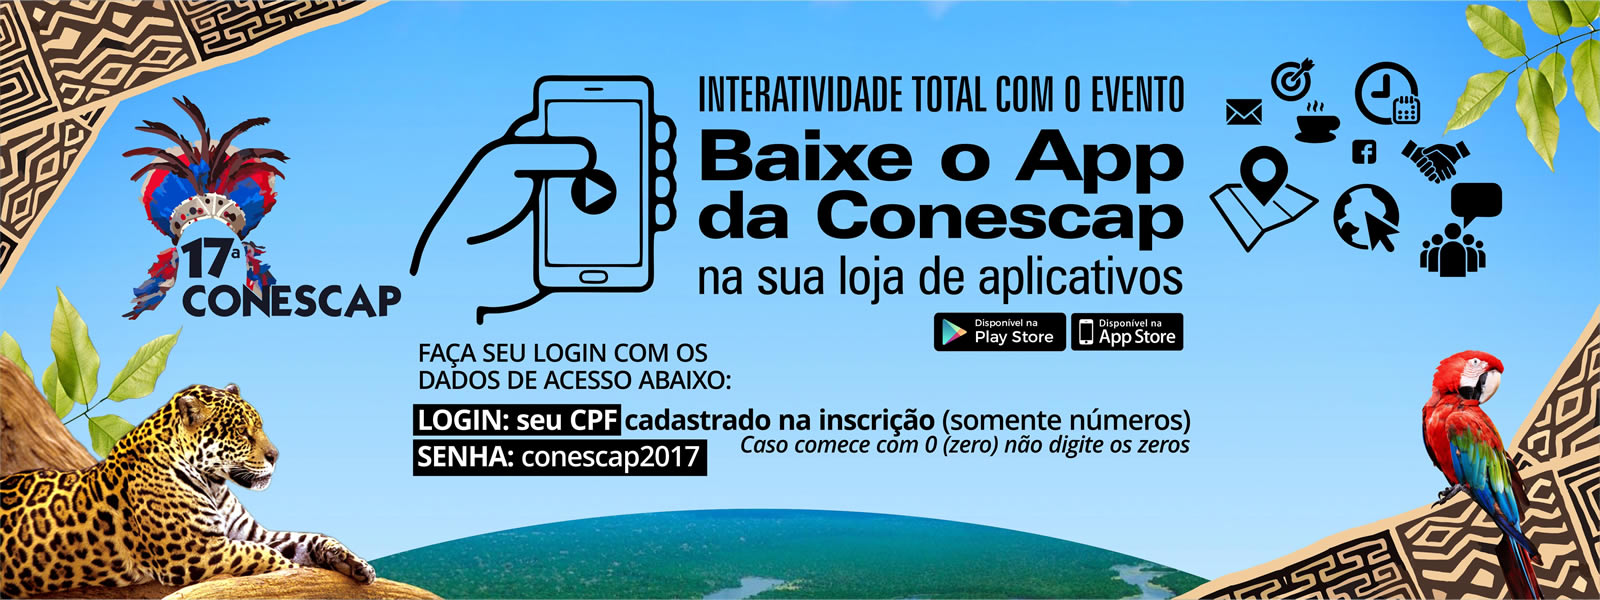 17ª
CONESCAP
INTERATIVIDADE TOTAL COM O EVENTO
Baixe o App
da Conescap
na sua loja de aplicativos
Disponível na
Play Store
Disponível na
App Store
FAÇA SEU LOGIN COM OS
DADOS DE ACESSO ABAIXO:
LOGIN: seu CPF cadastrado na inscrição (somente números)
Caso comece com 0 (zero) não digite os zeros
SENHA: conescap2017